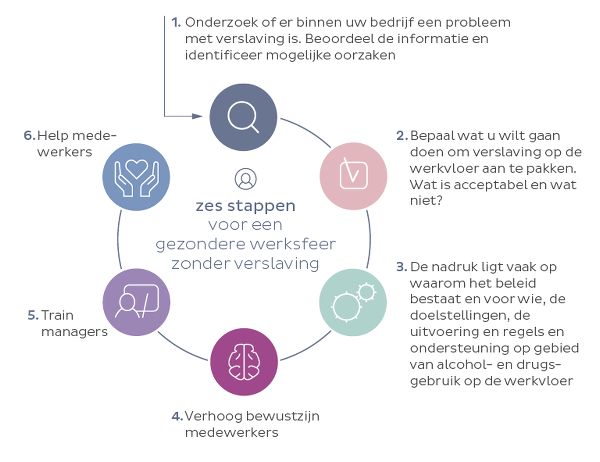 1. Onderzoek of er binnen uw bedrijf een probleem
met verslaving is. Beoordeel de informatie en
identificeer mogelijke oorzaken
2. Bepaal wat u wilt gaan
doen om verslaving op de
werkvloer aan te pakken.
Wat is acceptabel en wat
niet?
3. De nadruk ligt vaak op
waarom het beleid
bestaat en voor wie, de
doelstellingen, de
uitvoering en regels en
ondersteuning op gebied
van alcohol- en drugs-
gebruik op de werkvloer
4. Verhoog bewustzijn
medewerkers
5. Train
managers
6. Help mede-
werkers
zes stappen
voor een
gezondere werksfeer
zonder verslaving